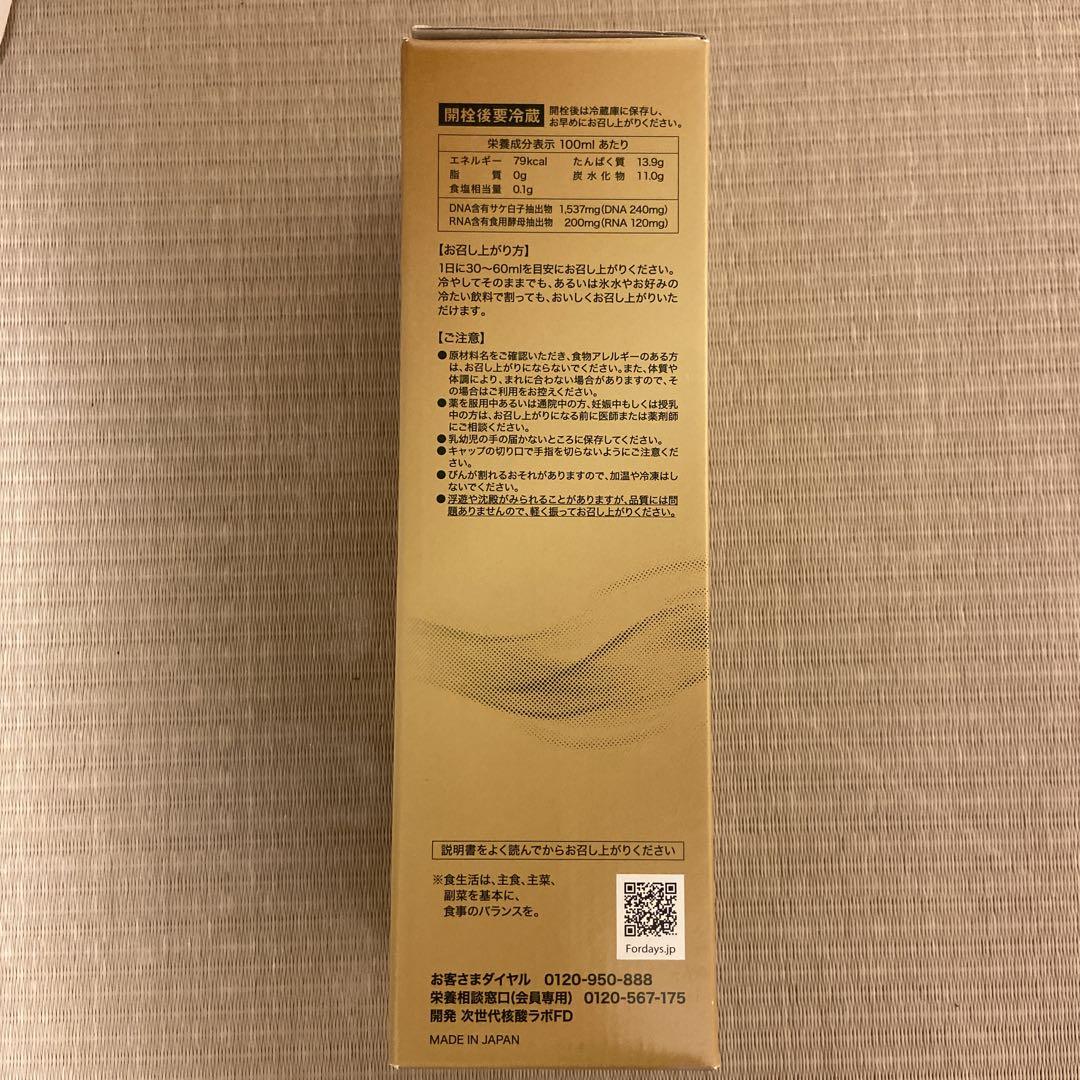 開栓後要冷蔵
開栓後は冷蔵庫に保存し、
お早めにお召し上がりください。
栄養成分表示 100ml あたり
エネルギー 79kcal たんぱく質 13.9g
脂質 0g 炭水化物 11.0g
食塩相当量 0.1g
DNA含有サケ白子抽出物 1,537mg(DNA 240mg)
RNA含有食用酵母抽出物 200mg(RNA 120mg)
【お召し上がり方】
1日に30〜60mlを目安にお召し上がりください。
冷やしてそのままでも、あるいは氷水やお好みの
冷たい飲料で割っても、おいしくお召し上がりいた
だけます。
【ご注意】
●原材料名をご確認いただき、食物アレルギーのある方
は、お召し上がりにならないでください。また、体質や
体調により、まれに合わない場合がありますので、そ
の場合はご利用をお控えください。
●薬を服用中あるいは通院中の方、妊娠中もしくは授乳
中の方は、お召し上がりになる前に医師または薬剤師
にご相談ください。
●乳幼児の手の届かないところに保存してください。
●キャップの切り口で手指を切らないようにご注意くだ
さい。
●びんが割れるおそれがありますので、加温や冷凍はし
ないでください。
●浮遊や沈殿がみられることがありますが、品質には問
題ありませんので、軽く振ってお召し上がりください。
説明書をよく読んでからお召し上がりください
※食生活は、主食、主菜、
副菜を基本に、
食事のバランスを。
Fordays.jp
お客さまダイヤル 0120-950-888
栄養相談窓口(会員専用) 0120-567-175
開発 次世代核酸ラボFD
MADE IN JAPAN